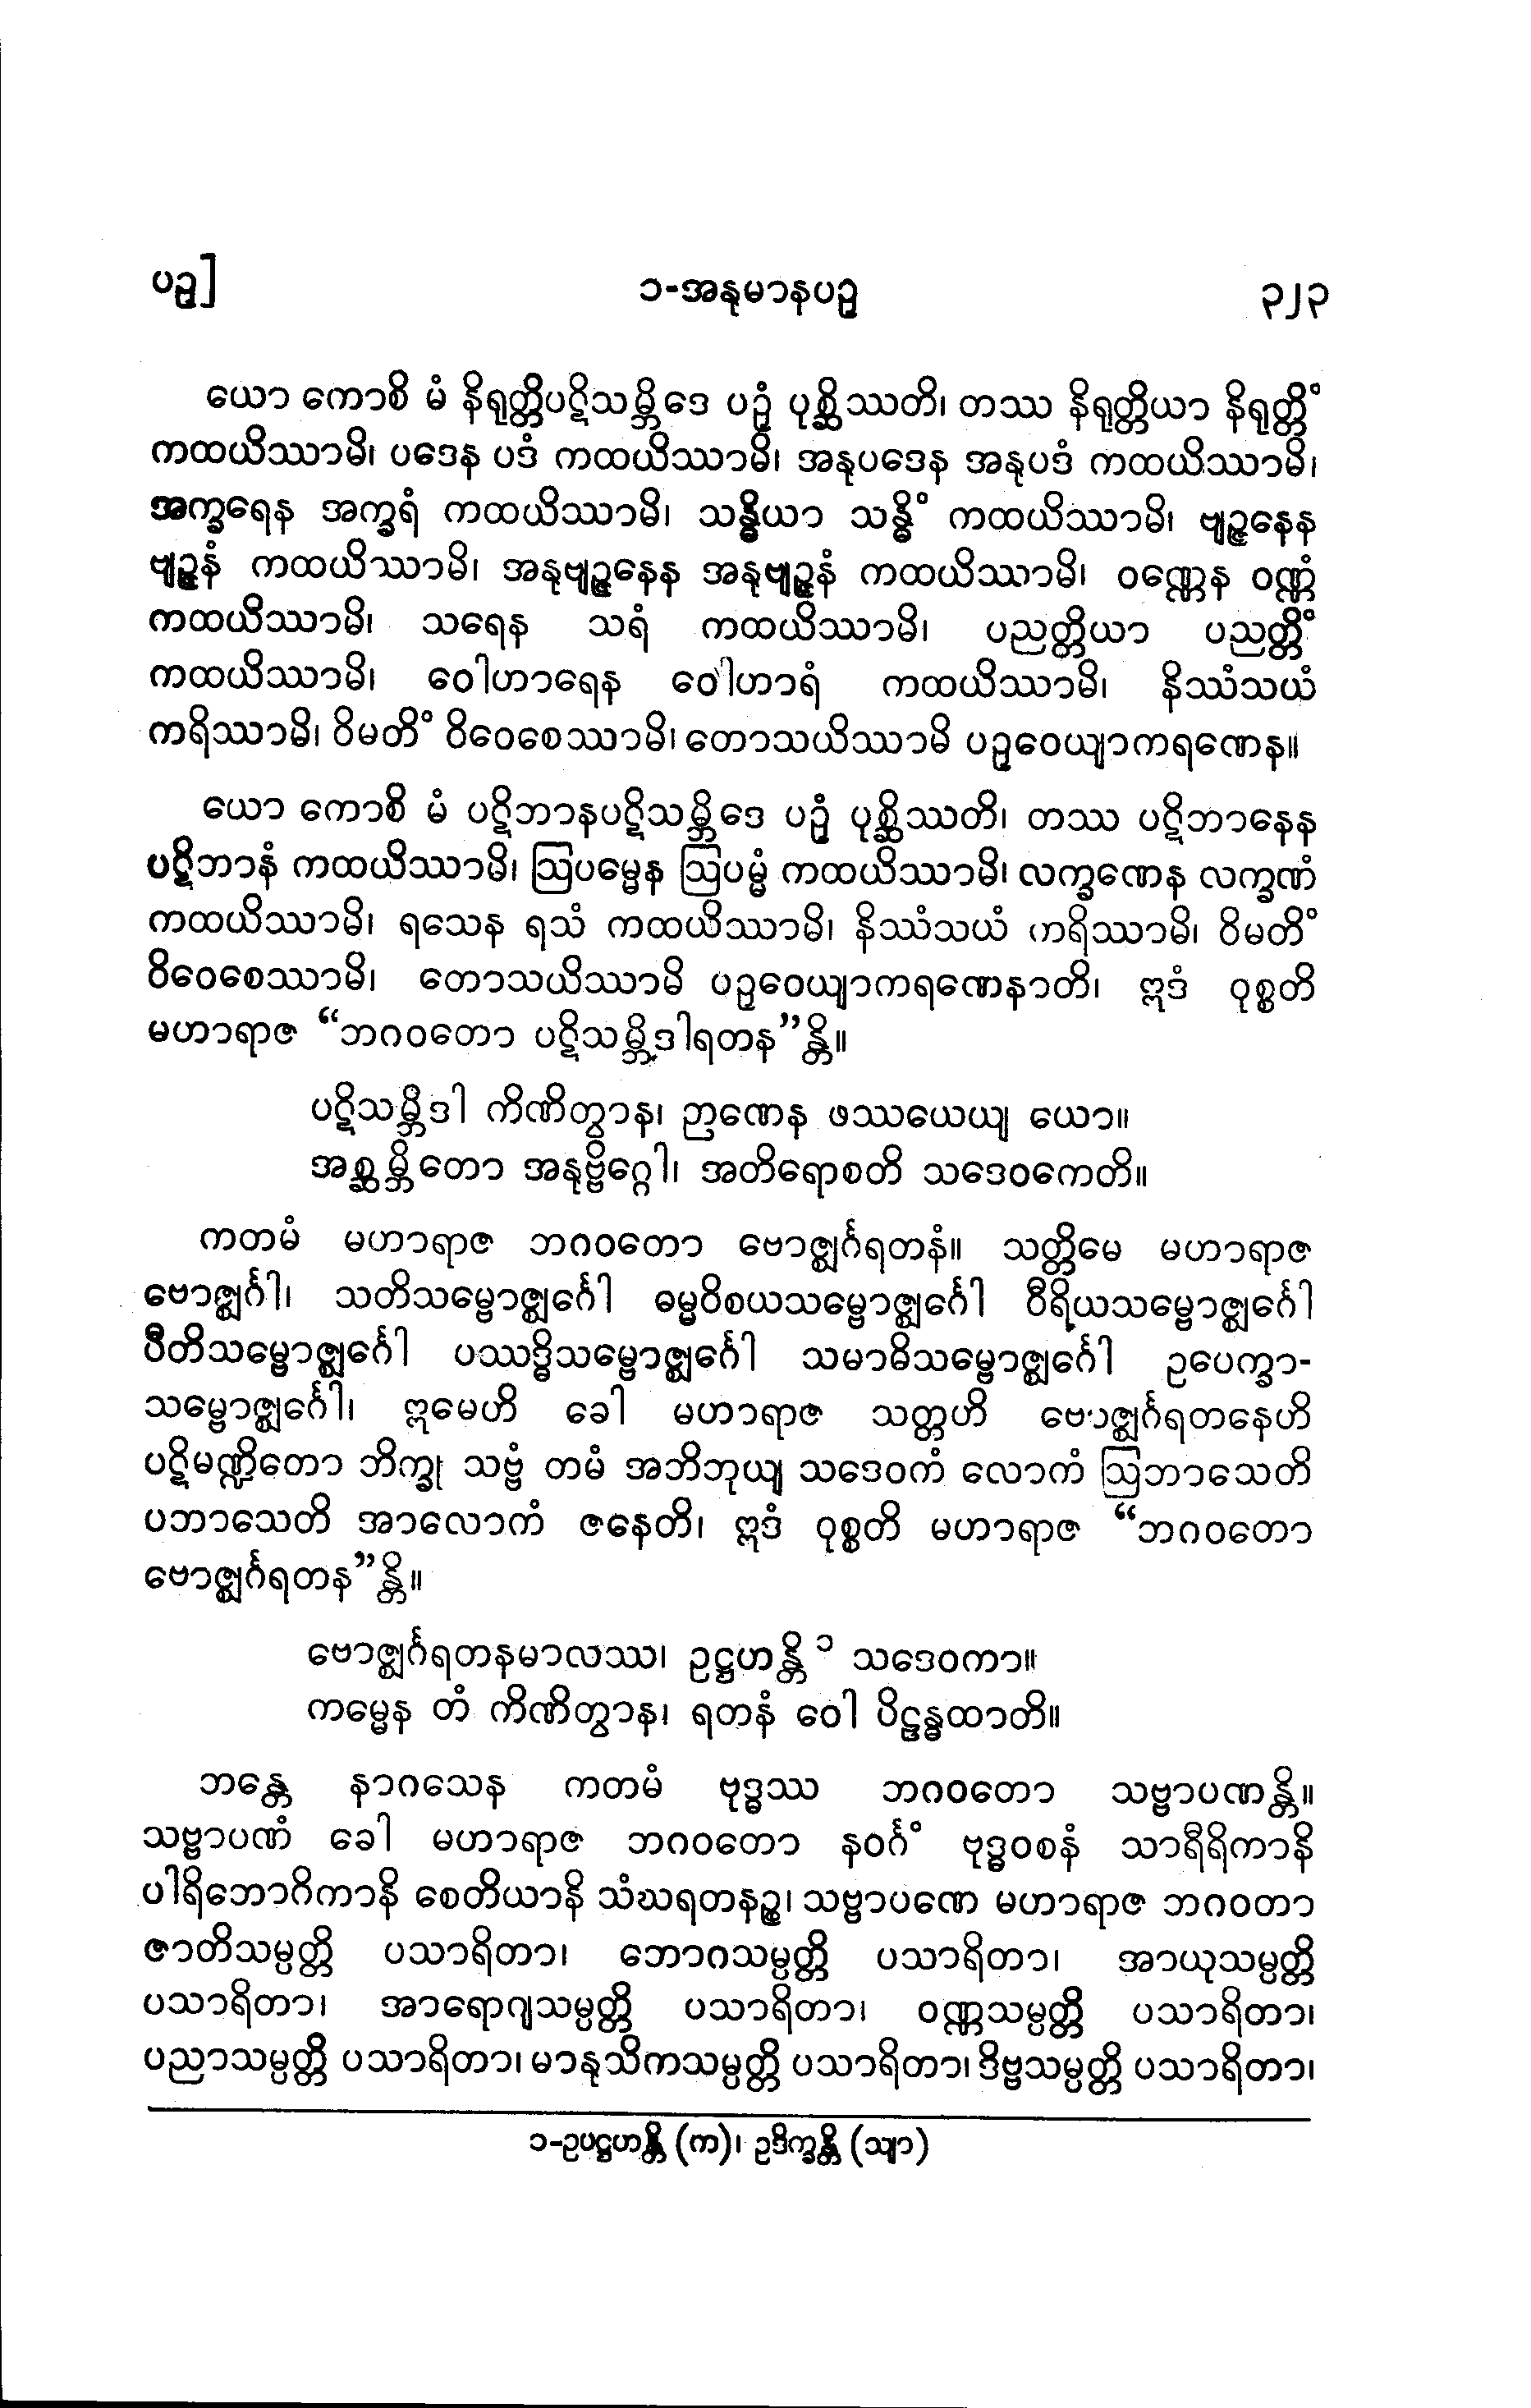 ပဉှ]
၁-အနုမာနပဉှ
၃၂၃
ယော ကောစိ မံ နိရုတ္တိပဋိသမ္ဘိဒေ ပဉှံ ပုစ္ဆိဿတိ၊ တဿ နိရုတ္တိယာ နိရုတ္တိံ
ကထယိဿာမိ၊ ပဒေန ပဒံ ကထယိဿာမိ၊ အနုပဒေန အနုပဒံ ကထယိဿာမိ၊
အက္ခရေန အက္ခရံ ကထယိဿာမိ၊ သန္ဓိယာ သန္ဓိံ ကထယိဿာမိ၊ ဗျဉ္ဇနေန
ဗျဉ္ဇနံ ကထယိဿာမိ၊ အနုဗျဉ္ဇနေန အနုဗျဉ္ဇနံ ကထယိဿာမိ၊ ဝဏ္ဏေန ဝဏ္ဏံ
ကထယိဿာမိ၊ သရေန သရံ ကထယိဿာမိ၊ ပညတ္တိယာ ပညတ္တိံ
ကထယိဿာမိ၊ ဝေါဟာရေန ဝေါဟာရံ ကထယိဿာမိ၊ နိဿံသယံ
ကရိဿာမိ၊ ဝိမတိံ ဝိဝေစေဿာမိ၊ တောသယိဿာမိ ပဉှဝေယျာကရဏေန။
ယော ကောစိ မံ ပဋိဘာနပဋိသမ္ဘိဒေ ပဉှံ ပုစ္ဆိဿတိ၊ တဿ ပဋိဘာနေန
ပဋိဘာနံ ကထယိဿာမိ၊ ဩပမ္မေန ဩပမ္မံ ကထယိဿာမိ၊ လက္ခဏေန လက္ခဏံ
ကထယိဿာမိ၊ ရသေန ရသံ ကထယိဿာမိ၊ နိဿံသယံ ကရိဿာမိ၊ ဝိမတိံ
ဝိဝေစေဿာမိ၊ တောသယိဿာမိ ပဉှဝေယျာကရဏေနာတိ၊ ဣဒံ ဝုစ္စတိ
မဟာရာဇ “ဘဂဝတော ပဋိသမ္ဘိဒါရတန”န္တိ။
ပဋိသမ္ဘိဒါ ကိဏိတွာန၊ ဉာဏေန ဖဿယေယျ ယော။
အစ္ဆမ္ဘိတော အနုဗ္ဗိဂ္ဂေါ၊ အတိရောစတိ သဒေဝကေတိ။
ကတမံ မဟာရာဇ ဘဂဝတော ဗောဇ္ဈင်္ဂရတနံ။ သတ္တိမေ မဟာရာဇ
ဗောဇ္ဈင်္ဂါ၊ သတိသမ္ဗောဇ္ဈင်္ဂေါ ဓမ္မဝိစယသမ္ဗောဇ္ဈင်္ဂေါ ဝီရိယသမ္ဗောဇ္ဈင်္ဂေါ
ပီတိသမ္ဗောဇ္ဈင်္ဂေါ ပဿဒ္ဓိသမ္ဗောဇ္ဈင်္ဂေါ သမာဓိသမ္ဗောဇ္ဈင်္ဂေါ ဥပေက္ခာ-
သမ္ဗောဇ္ဈင်္ဂေါ၊ ဣမေဟိ ခေါ မဟာရာဇ သတ္တဟိ ဗောဇ္ဈင်္ဂရတနေဟိ
ပဋိမဏ္ဍိတော ဘိက္ခု သဗ္ဗံ တမံ အဘိဘုယျ သဒေဝကံ လောကံ ဩဘာသေတိ
ပဘာသေတိ အာလောကံ ဇနေတိ၊ ဣဒံ ဝုစ္စတိ မဟာရာဇ “ဘဂဝတော
ဗောဇ္ဈင်္ဂရတန”န္တိ။
ဗောဇ္ဈင်္ဂရတနမာလဿ၊ ဥဋ္ဌဟန္တိ ၁ သဒေဝကာ။
ကမ္မေန တံ ကိဏိတွာန၊ ရတနံ ဝေါ ပိဠန္ဓထာတိ။
ဘန္တေ နာဂသေန ကတမံ ဗုဒ္ဓဿ ဘဂဝတော သဗ္ဗာပဏန္တိ။
သဗ္ဗာပဏံ ခေါ မဟာရာဇ ဘဂဝတော နဝင်္ဂံ ဗုဒ္ဓဝစနံ သာရီရိကာနိ
ပါရိဘောဂိကာနိ စေတိယာနိ သံဃရတနဉ္စ၊ သဗ္ဗာပဏေ မဟာရာဇ ဘဂဝတာ
ဇာတိသမ္ပတ္တိ ပသာရိတာ၊ ဘောဂသမ္ပတ္တိ ပသာရိတာ၊ အာယုသမ္ပတ္တိ
ပသာရိတာ၊ အာရောဂျသမ္ပတ္တိ ပသာရိတာ၊ ဝဏ္ဏသမ္ပတ္တိ ပသာရိတာ၊
ပညာသမ္ပတ္တိ ပသာရိတာ၊ မာနုသိကသမ္ပတ္တိ ပသာရိတာ၊ ဒိဗ္ဗသမ္ပတ္တိ ပသာရိတာ၊
၁-ဥပဋ္ဌဟန္တိ (က)၊ ဥဒိက္ခန္တိ (သျာ)